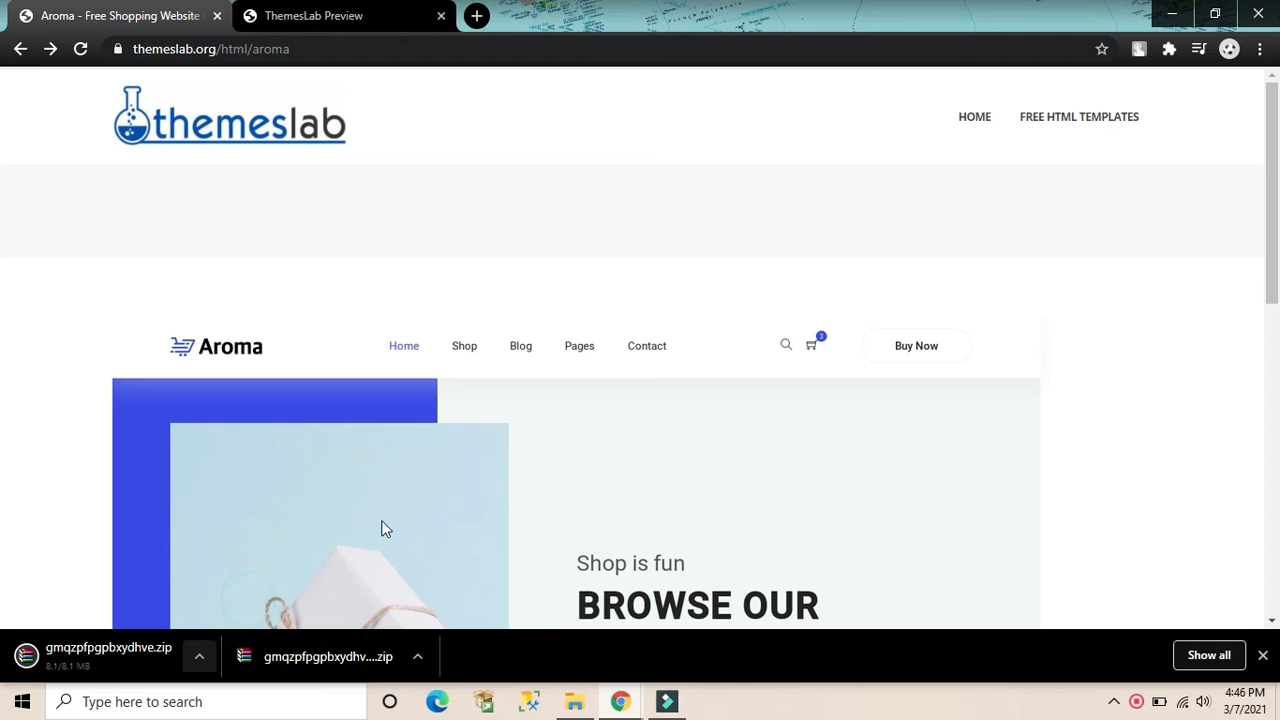 Aroma - Free Shopping Website
ThemesLab Preview
themeslab.org/html/aroma
themeslab
HOME
FREE HTML TEMPLATES
Aroma
Home
Shop
Blog
Pages
Contact
3
Buy Now
Shop is fun
BROWSE OUR
gmqzpfpgpbxydhve.zip
8.1/8.1 MB
gmqzpfpgpbxydhv....zip
Show all
Type here to search
4:46 PM
3/7/2021